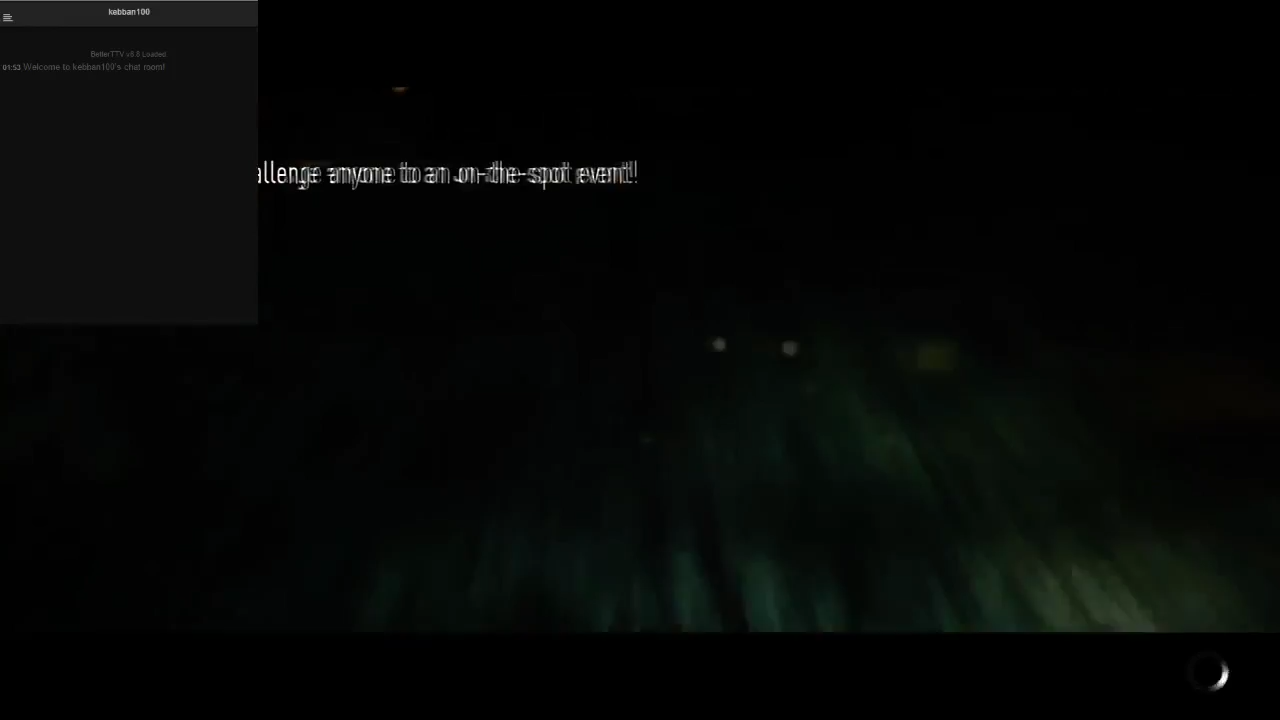 kebban100
BetterTTV v6.8 Loaded
01:53 Welcome to kebban100's chat room!
allenge anyone to an on-the-spot event!